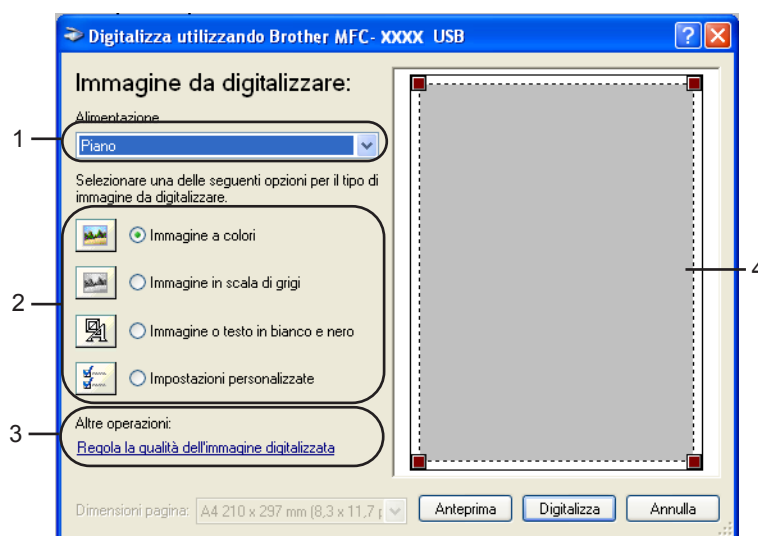 Digitalizza utilizzando Brother MFC- XXXX USB
Immagine da digitalizzare:
Alimentazione
1
Piano
Selezionare una delle seguenti opzioni per il tipo di
immagine da digitalizzare.
Immagine a colori
Immagine in scala di grigi
2
Immagine o testo in bianco e nero
Impostazioni personalizzate
3
Altre operazioni:
Regola la qualità dell'immagine digitalizzata
4
Dimensioni pagina: A4 210 x 297 mm (8,3 x 11,7
Anteprima Digitalizza Annulla